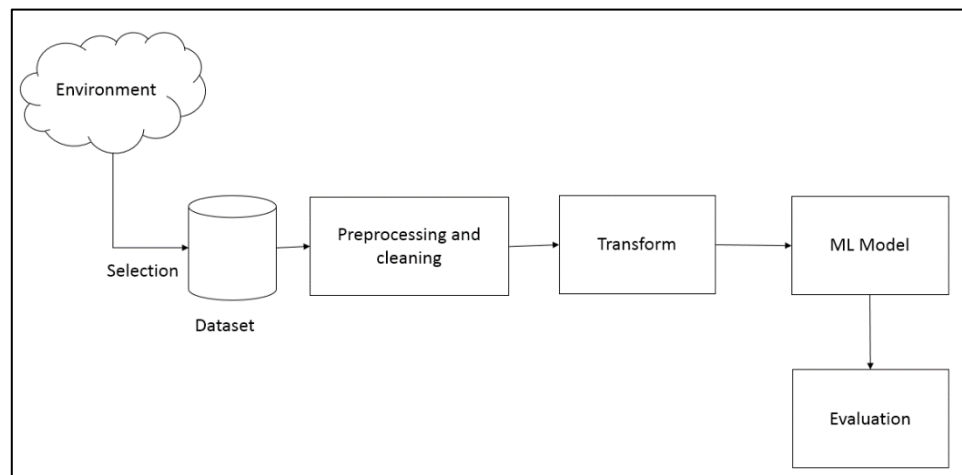 Environment
Selection
Dataset
Preprocessing and
cleaning
Transform
ML Model
Evaluation